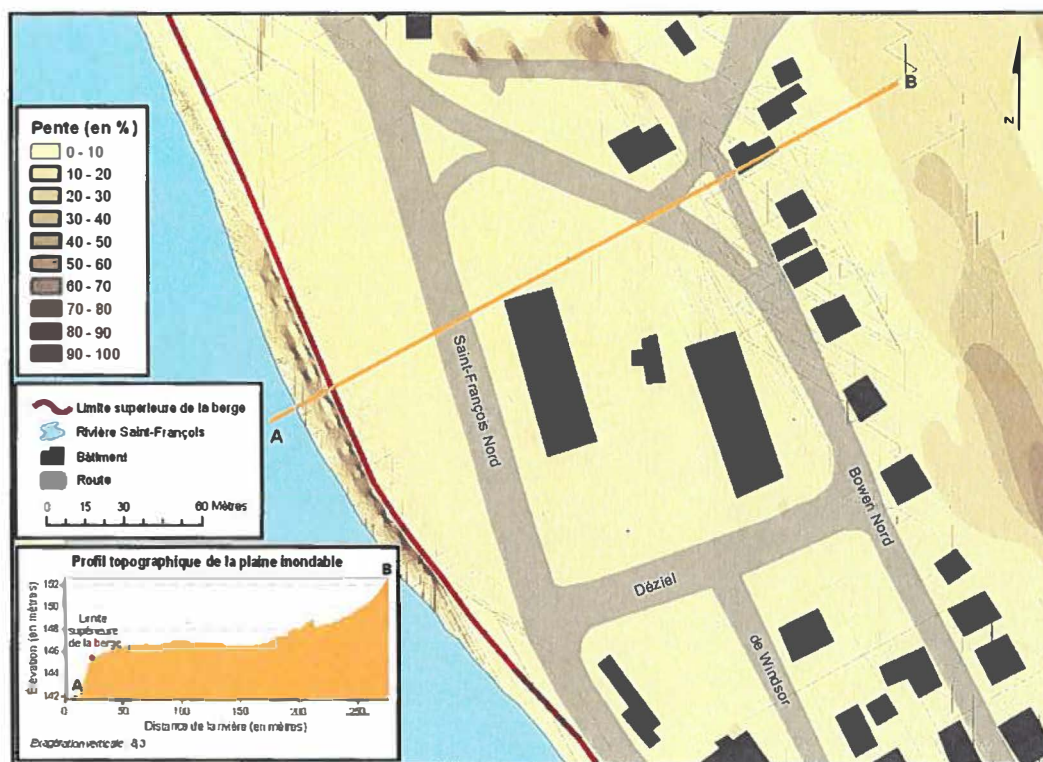 B
N
Pente (en %)
0 - 10
10 - 20
20 - 30
30 - 40
40 - 50
50 - 60
60 - 70
70 - 80
80 - 90
90 - 100
Limite supérieure de la berge
Rivière Saint-François
Bâtiment
Route
0 15 30 60 Mètres
A
Saint-François Nord
Bowen Nord
Déziel
de Windsor
Profil topographique de la plaine inondable
B
Élévation (en mètres)
152
150
148
146
144
142
Limite
supérieure
de la berge
A
0 50 100 150 200 250
Distance de la rivière (en mètres)
Exagération verticale 8,3